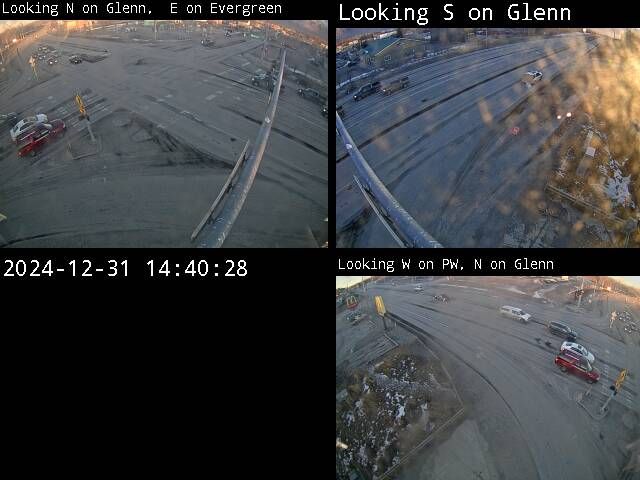 Looking N on Glenn,  E on Evergreen
Looking S on Glenn
2024-12-31 14:40:28
Looking W on PW, N on Glenn